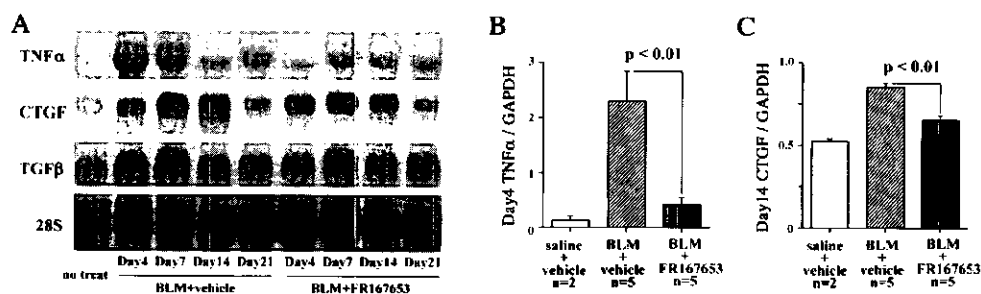 A
TNFα
CTGF
TGFβ
28S
no treat
Day4 Day7 Day14 Day21 Day4 Day7 Day14 Day21
BLM+vehicle BLM+FR167653
B
p < 0.01
Day4 TNFα / GAPDH
3
2
1
0
saline + vehicle n=2
BLM + vehicle n=5
BLM + FR167653 n=5
C
p < 0.01
Day14 CTGF / GAPDH
1.0
0.5
0
saline + vehicle n=2
BLM + vehicle n=5
BLM + FR167653 n=5